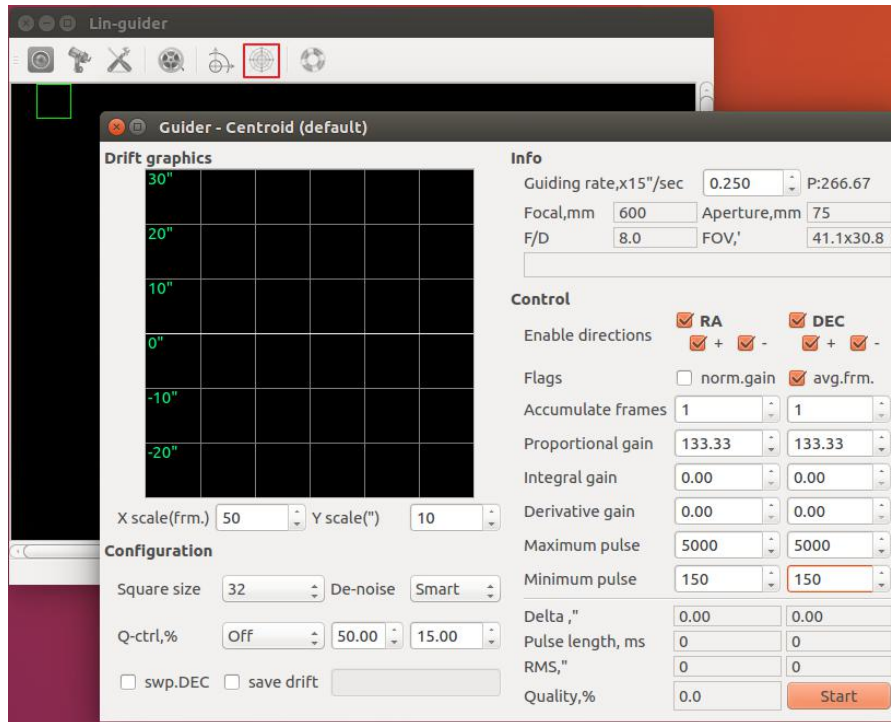 Lin-guider
Guider - Centroid (default)
Drift graphics
30"
20"
10"
0"
-10"
-20"
X scale(frm.) 50 Y scale(") 10
Configuration
Square size 32 De-noise Smart
Q-ctrl,% Off 50.00 15.00
swp.DEC save drift
Info
Guiding rate,x15"/sec 0.250 P:266.67
Focal,mm 600 Aperture,mm 75
F/D 8.0 FOV,' 41.1x30.8
Control
Enable directions RA DEC
+ - + -
Flags norm.gain avg.frm.
Accumulate frames 1 1
Proportional gain 133.33 133.33
Integral gain 0.00 0.00
Derivative gain 0.00 0.00
Maximum pulse 5000 5000
Minimum pulse 150 150
Delta ," 0.00 0.00
Pulse length, ms 0 0
RMS," 0 0
Quality,% 0.0 Start